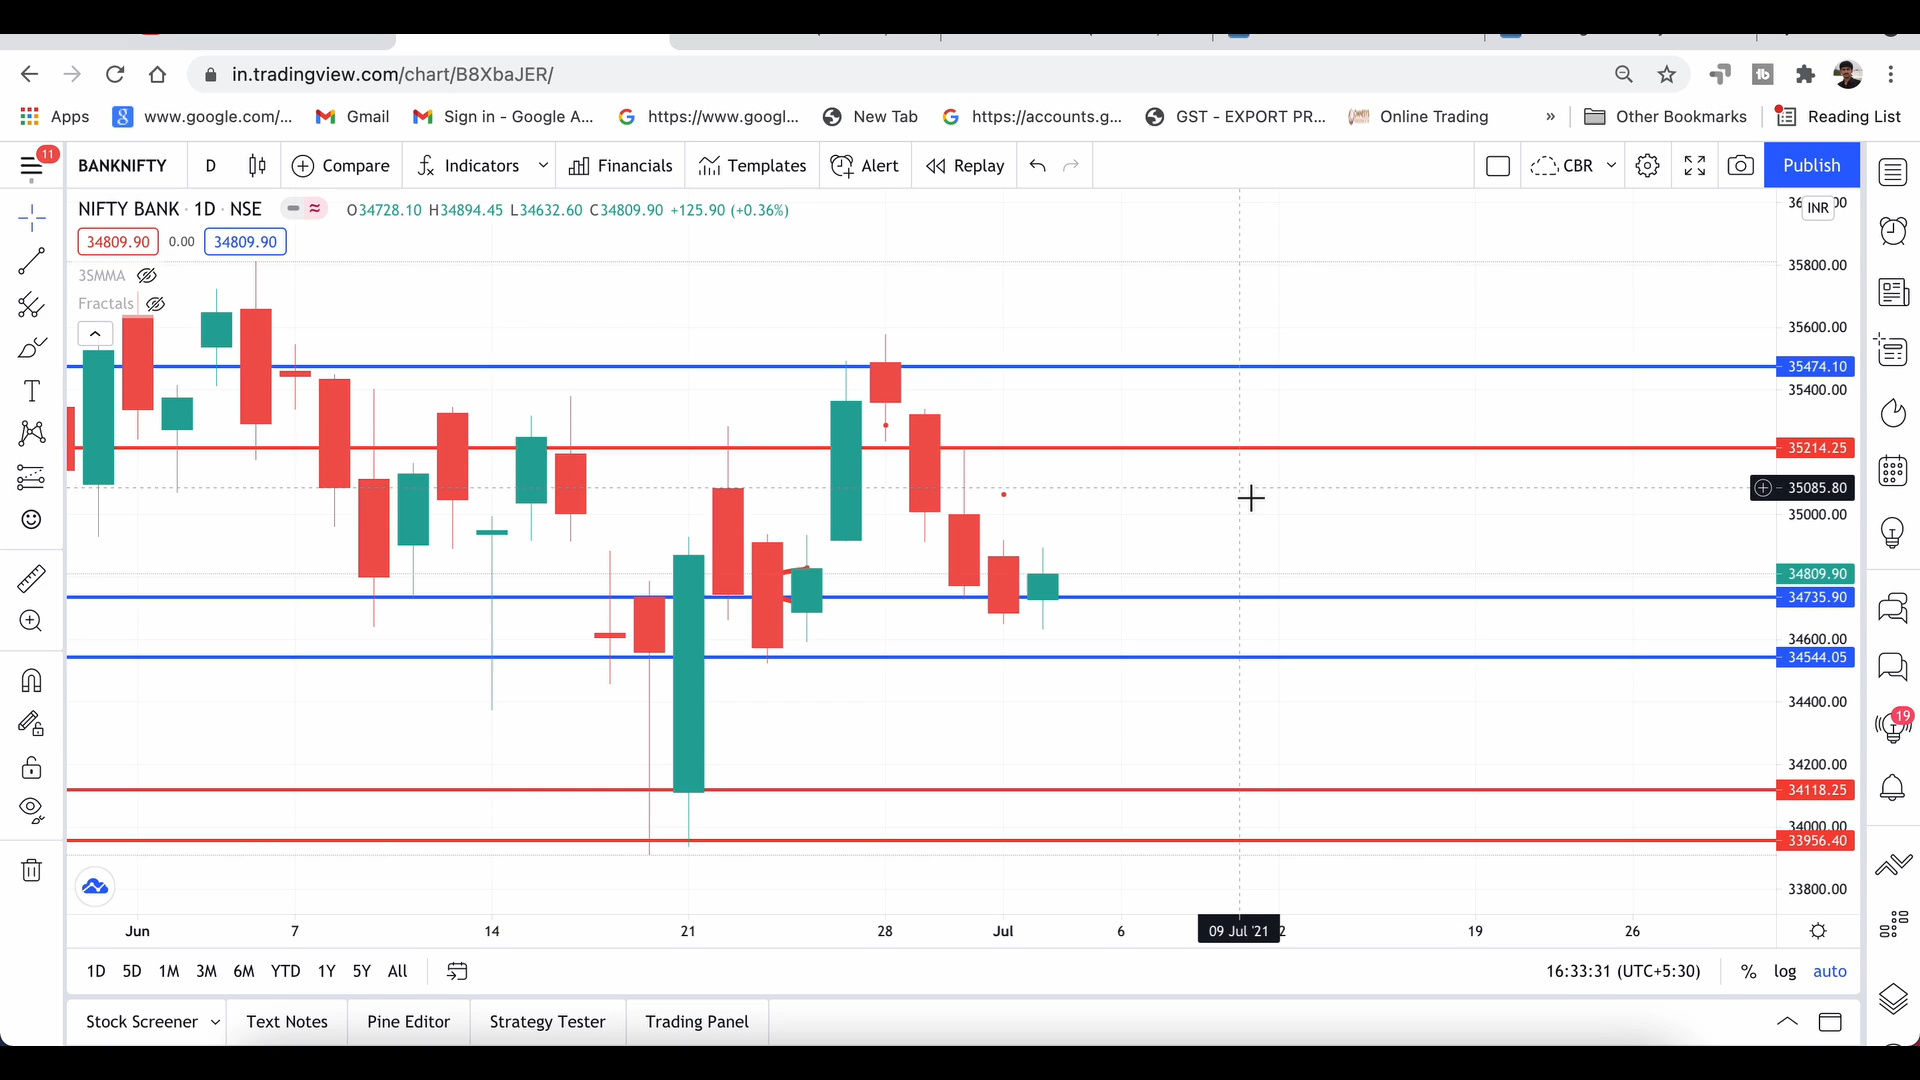 in.tradingview.com/chart/B8XbaJER/
Apps www.google.com/... Gmail Sign in - Google A... https://www.googl... New Tab https://accounts.g... GST - EXPORT PR... Online Trading » Other Bookmarks Reading List
11 BANKNIFTY D Compare Indicators Financials Templates Alert Replay CBR Publish
NIFTY BANK · 1D · NSE O34728.10 H34894.45 L34632.60 C34809.90 +125.90 (+0.36%)
INR
34809.90 0.00 34809.90
3SMMA
Fractals
35800.00
35600.00
35474.10
35400.00
35214.25
35085.80
35000.00
34809.90
34735.90
34600.00
34544.05
34400.00
19
34200.00
34118.25
34000.00
33956.40
33800.00
Jun 7 14 21 28 Jul 6 09 Jul '21 19 26
1D 5D 1M 3M 6M YTD 1Y 5Y All 16:33:31 (UTC+5:30) % log auto
Stock Screener Text Notes Pine Editor Strategy Tester Trading Panel